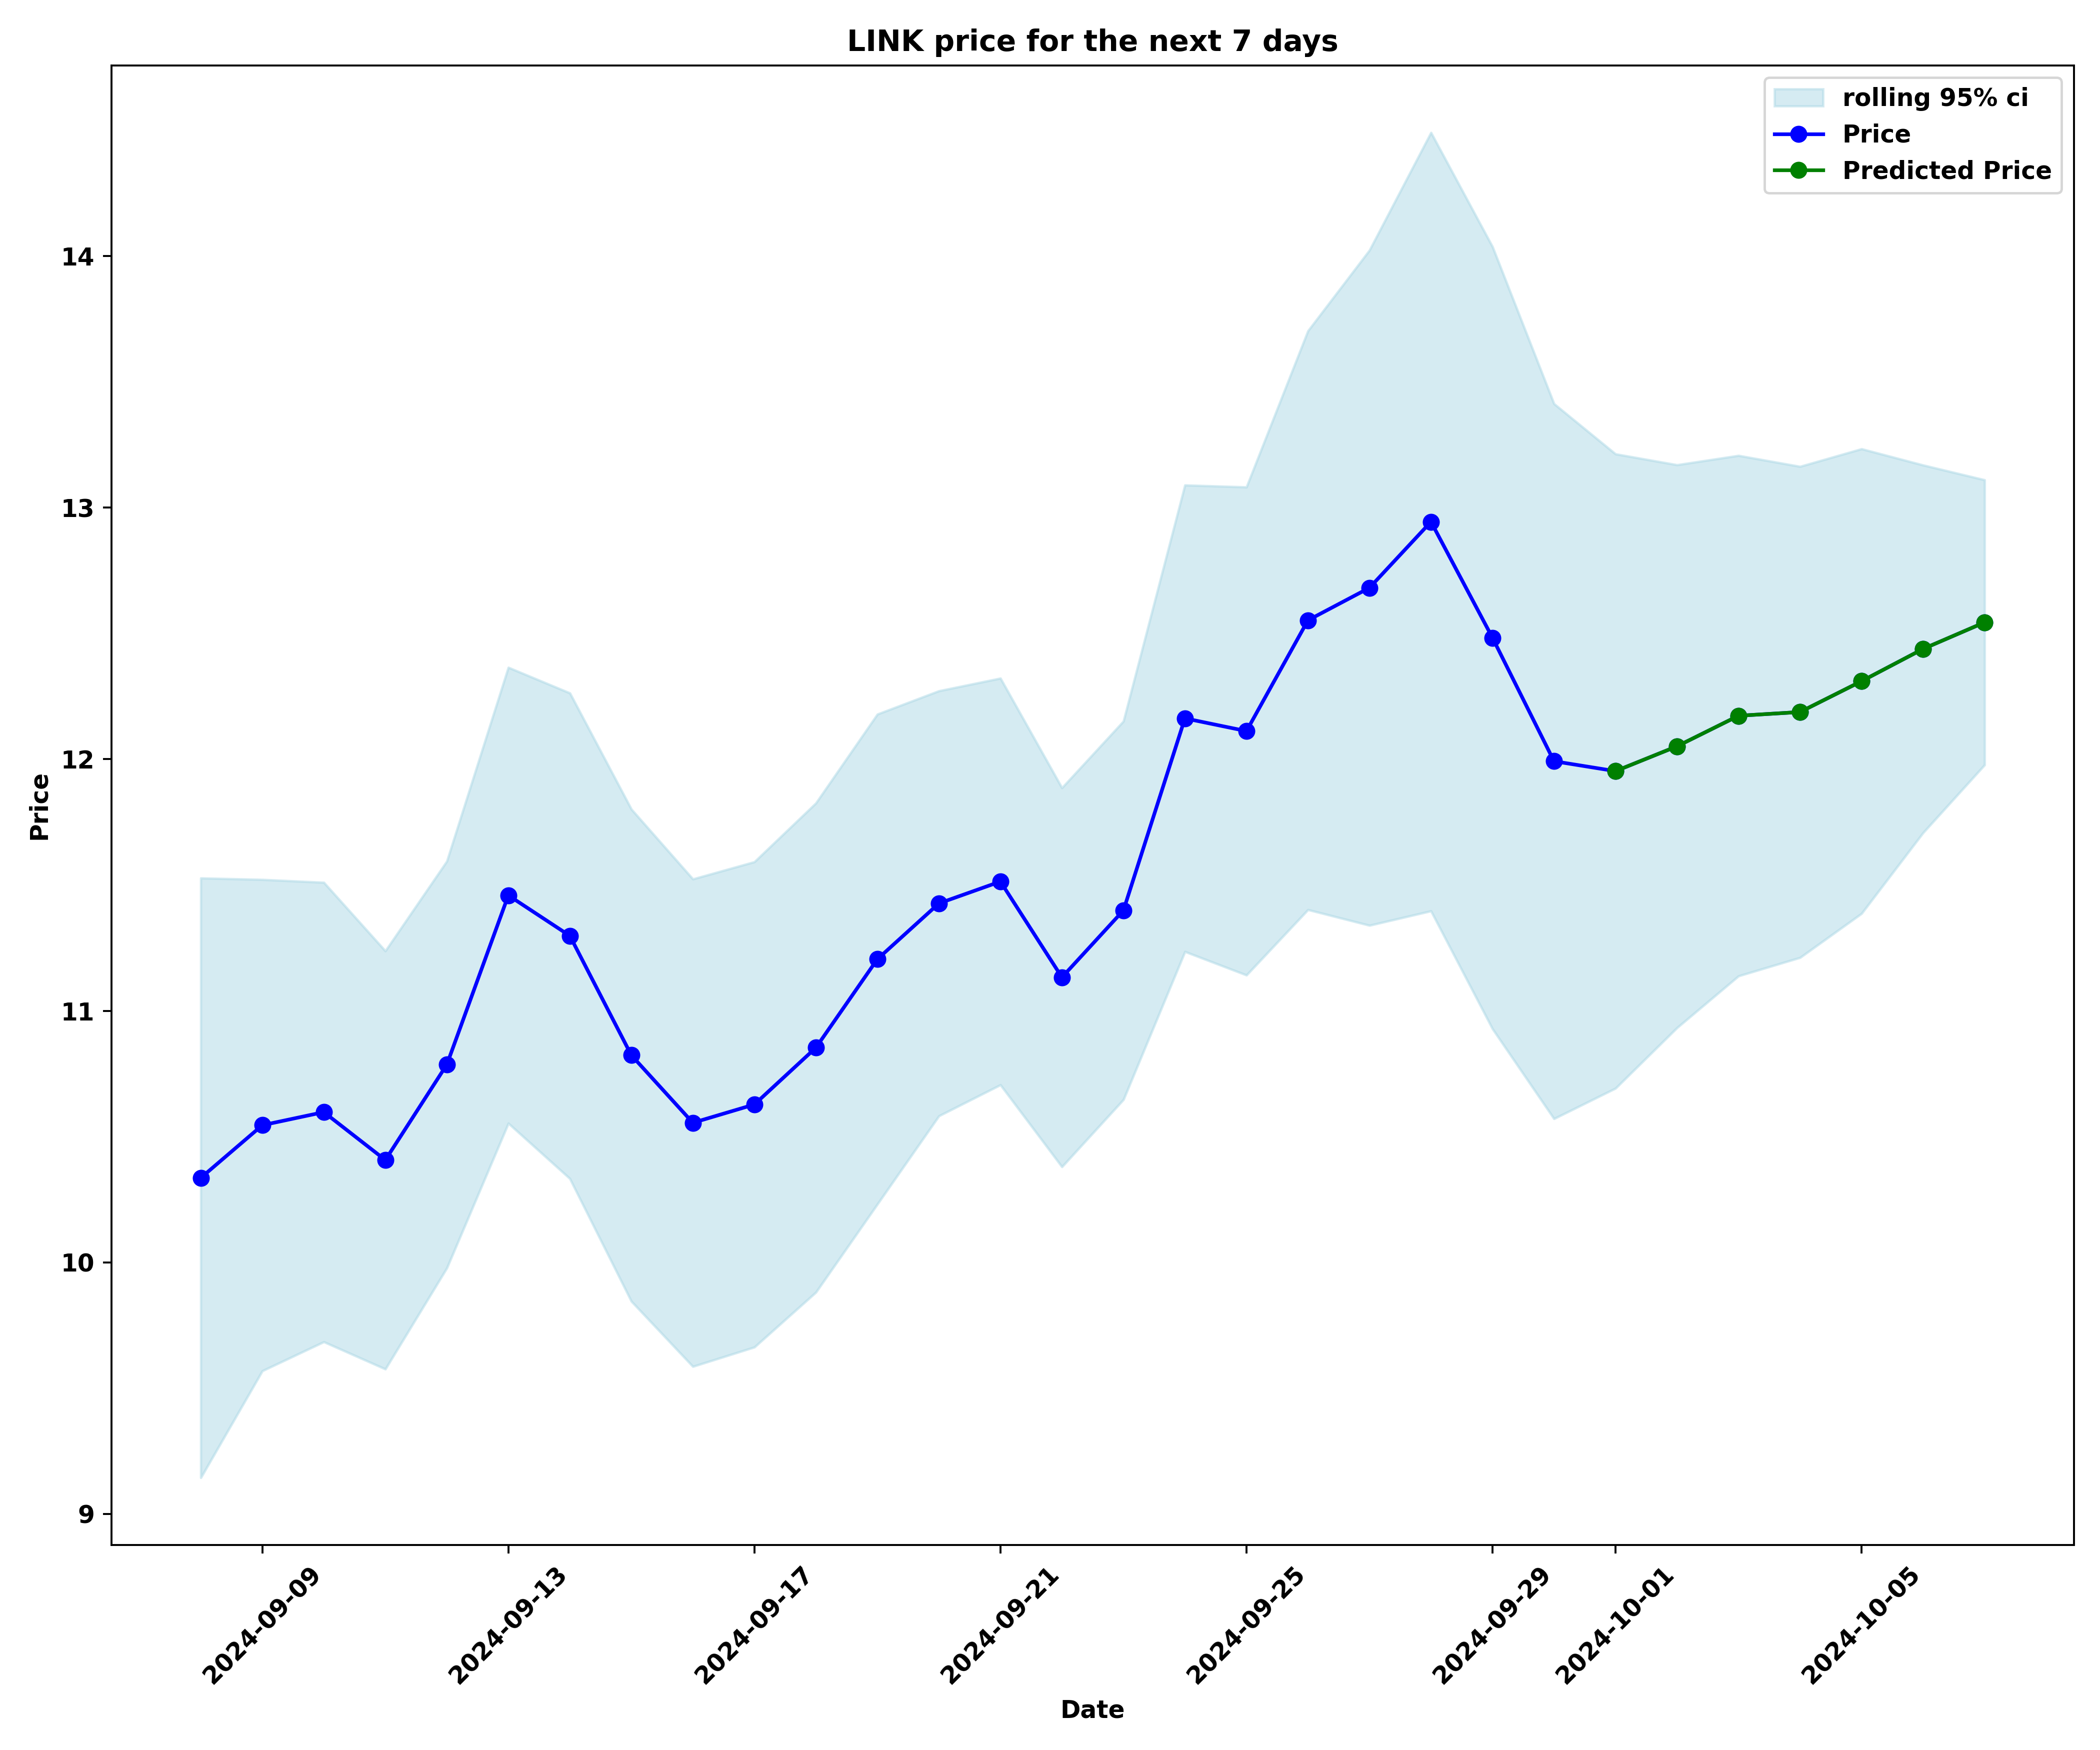 LINK price for the next 7 days
rolling 95% ci
Price
Predicted Price
14
13
12
11
10
9
Price
2024-09-09
2024-09-13
2024-09-17
2024-09-21
2024-09-25
2024-09-29
2024-10-01
2024-10-05
Date